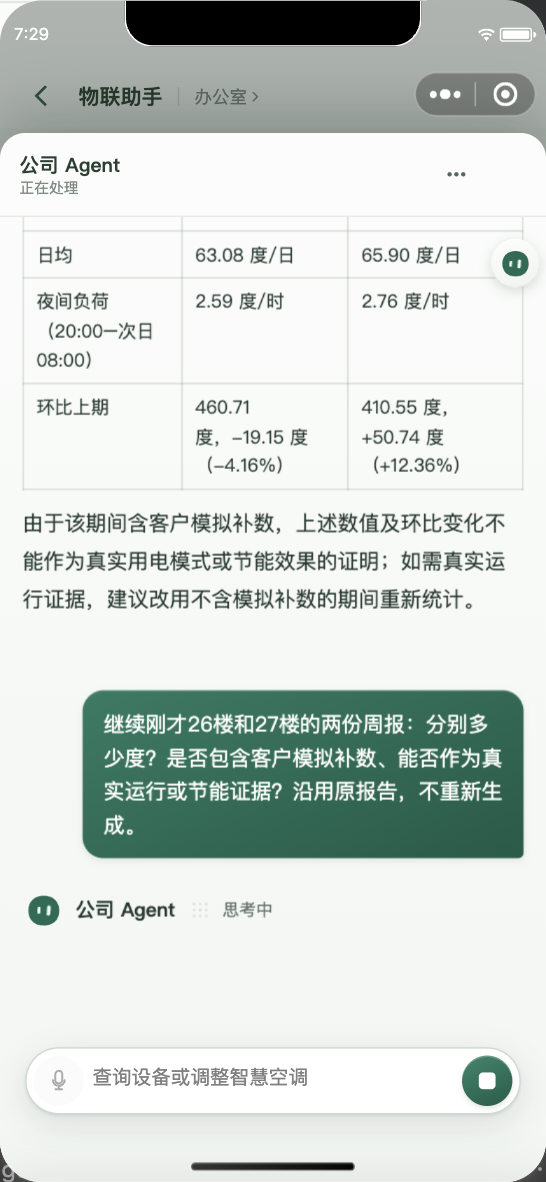 7:29
物联助手 办公室
公司 Agent
正在处理
日均 63.08 度/日 65.90 度/日
夜间负荷 2.59 度/时 2.76 度/时
（20:00—次日
08:00）
环比上期 460.71 410.55 度，
度，−19.15 度 +50.74 度
（−4.16%） （+12.36%）
由于该期间含客户模拟补数，上述数值及环比变化不
能作为真实用电模式或节能效果的证明；如需真实运
行证据，建议改用不含模拟补数的期间重新统计。
继续刚才26楼和27楼的两份周报：分别多
少度？是否包含客户模拟补数、能否作为真
实运行或节能证据？沿用原报告，不重新生
成。
公司 Agent 思考中
查询设备或调整智慧空调